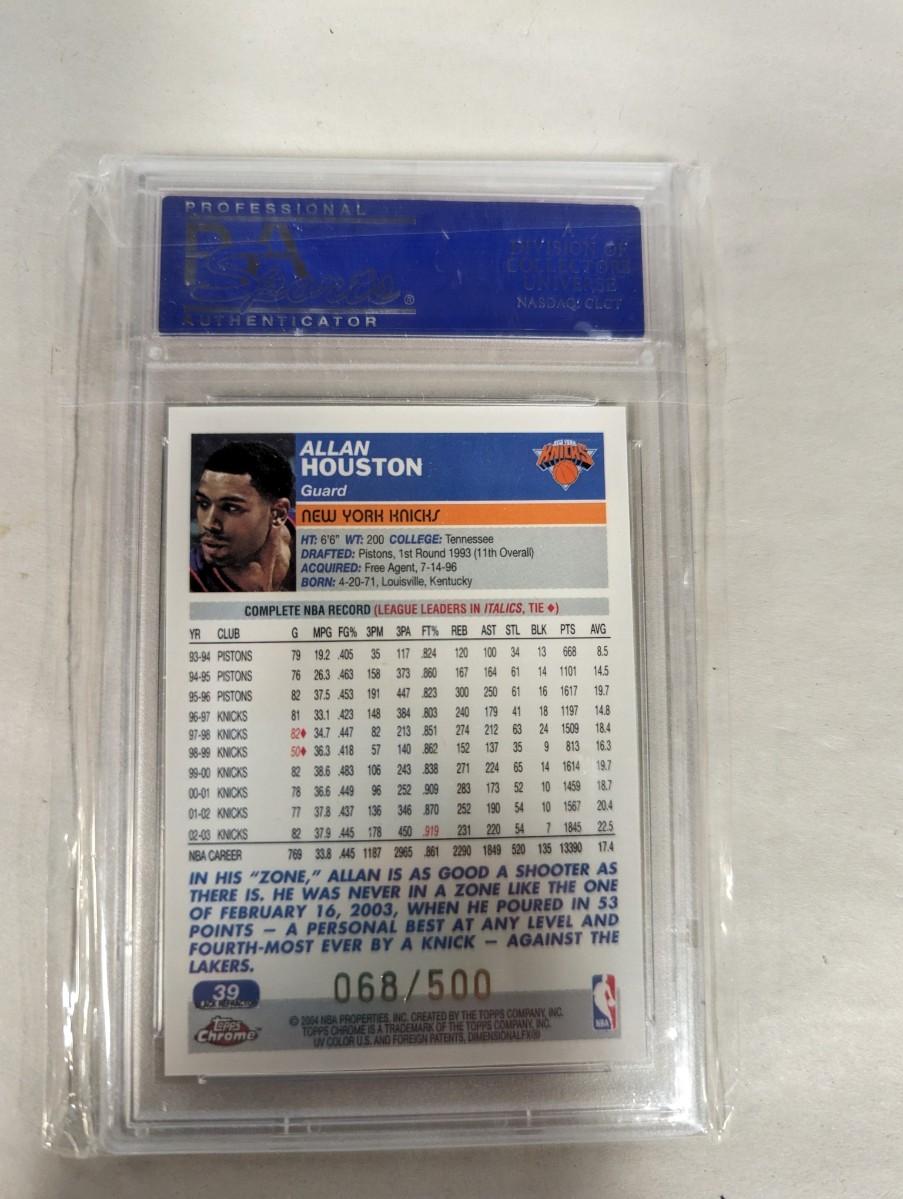 PROFESSIONAL
PSA
Sports®
AUTHENTICATOR
DIVISION OF
COLLECTORS
UNIVERSE
NASDAQ: CLCT
ALLAN
HOUSTON
Guard
NEW YORK
KNICKS
NEW YORK KNICKS
HT: 6'6" WT: 200 COLLEGE: Tennessee
DRAFTED: Pistons, 1st Round 1993 (11th Overall)
ACQUIRED: Free Agent, 7-14-96
BORN: 4-20-71, Louisville, Kentucky
COMPLETE NBA RECORD (LEAGUE LEADERS IN ITALICS, TIE ♦)
YR CLUB G MPG FG% 3PM 3PA FT% REB AST STL BLK PTS AVG
93-94 PISTONS 79 19.2 .405 35 117 .824 120 100 34 13 668 8.5
94-95 PISTONS 76 26.3 .463 158 373 .860 167 164 61 14 1101 14.5
95-96 PISTONS 82 37.5 .453 191 447 .823 300 250 61 16 1617 19.7
96-97 KNICKS 81 33.1 .423 148 384 .803 240 179 41 18 1197 14.8
97-98 KNICKS 82♦ 34.7 .447 82 213 .851 274 212 63 24 1509 18.4
98-99 KNICKS 50♦ 36.3 .418 57 140 .862 152 137 35 9 813 16.3
99-00 KNICKS 82 38.6 .483 106 243 .838 271 224 65 14 1614 19.7
00-01 KNICKS 78 36.6 .449 96 252 .909 283 173 52 10 1459 18.7
01-02 KNICKS 77 37.8 .437 136 346 .870 252 190 54 10 1567 20.4
02-03 KNICKS 82 37.9 .445 178 450 .919 231 220 54 7 1845 22.5
NBA CAREER 769 33.8 .445 1187 2965 .861 2290 1849 520 135 13390 17.4
IN HIS "ZONE," ALLAN IS AS GOOD A SHOOTER AS
THERE IS. HE WAS NEVER IN A ZONE LIKE THE ONE
OF FEBRUARY 16, 2003, WHEN HE POURED IN 53
POINTS — A PERSONAL BEST AT ANY LEVEL AND
FOURTH-MOST EVER BY A KNICK — AGAINST THE
LAKERS.
068/500
39
BLACK REFRACTOR
Topps
Chrome
© 2004 NBA PROPERTIES, INC. CREATED BY THE TOPPS COMPANY, INC.
TOPPS CHROME IS A TRADEMARK OF THE TOPPS COMPANY, INC.
UV COLOR U.S. AND FOREIGN PATENTS, DIMENSIONALFX®
NBA